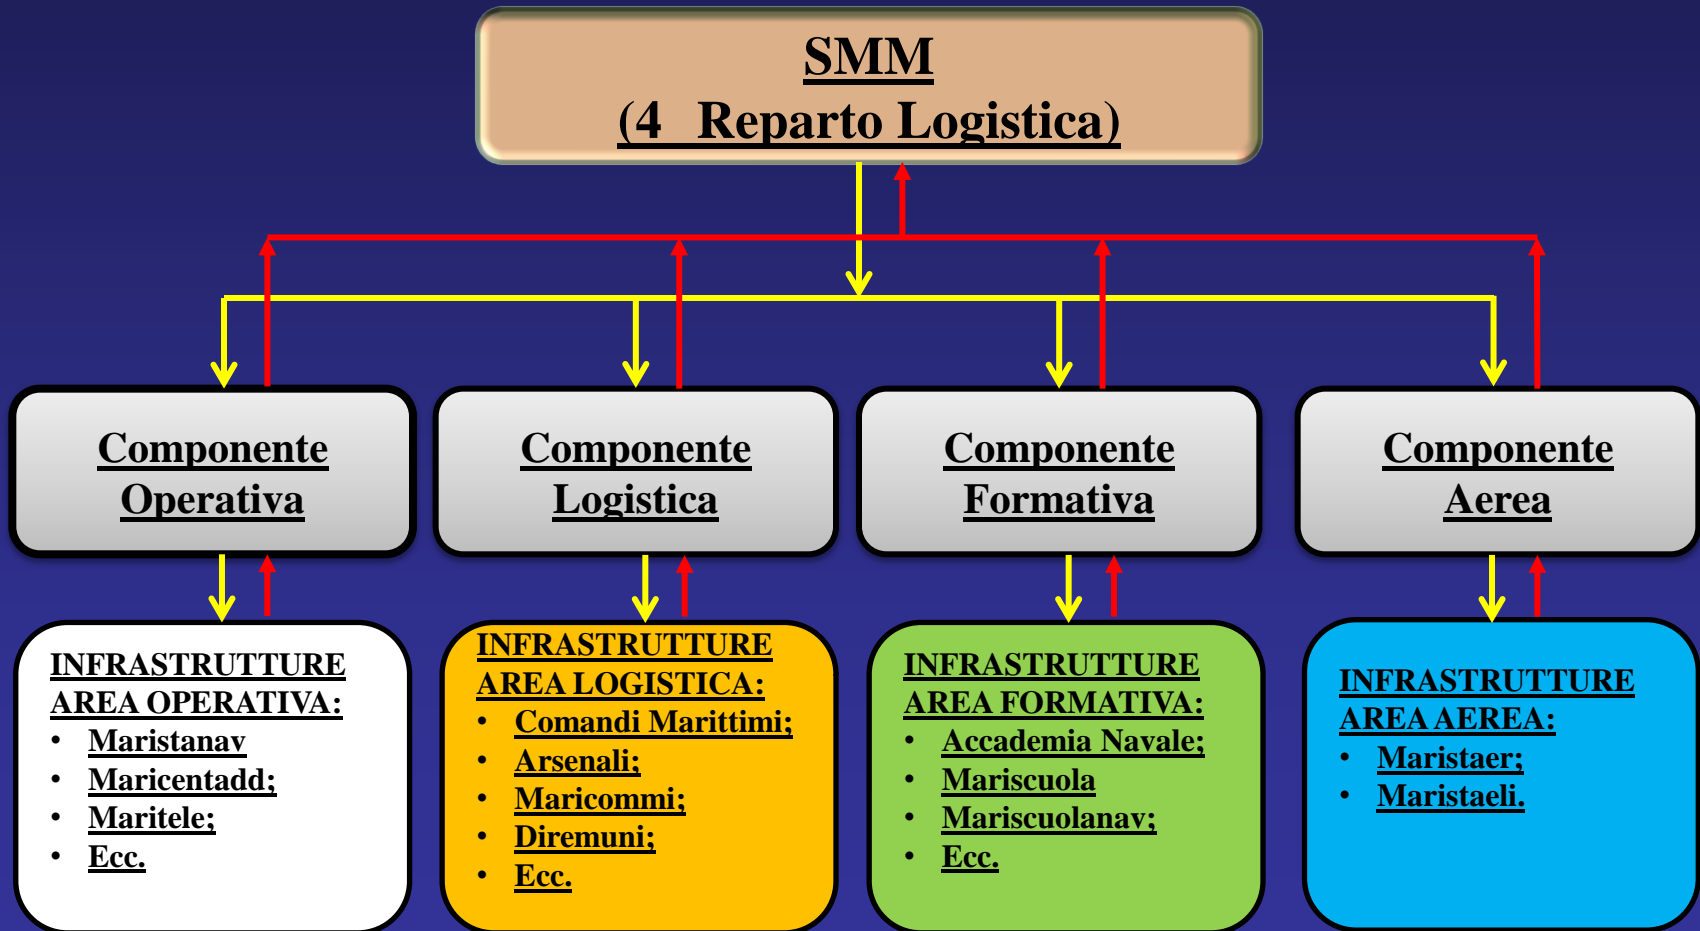 SMM
(4 Reparto Logistica)
Componente
Operativa
Componente
Logistica
Componente
Formativa
Componente
Aerea
INFRASTRUTTURE
AREA OPERATIVA:
• Maristanav
• Maricentadd;
• Maritele;
• Ecc.
INFRASTRUTTURE
AREA LOGISTICA:
• Comandi Marittimi;
• Arsenali;
• Maricommi;
• Diremuni;
• Ecc.
INFRASTRUTTURE
AREA FORMATIVA:
• Accademia Navale;
• Mariscuola
• Mariscuolanav;
• Ecc.
INFRASTRUTTURE
AREA AEREA:
• Maristaer;
• Maristaeli.